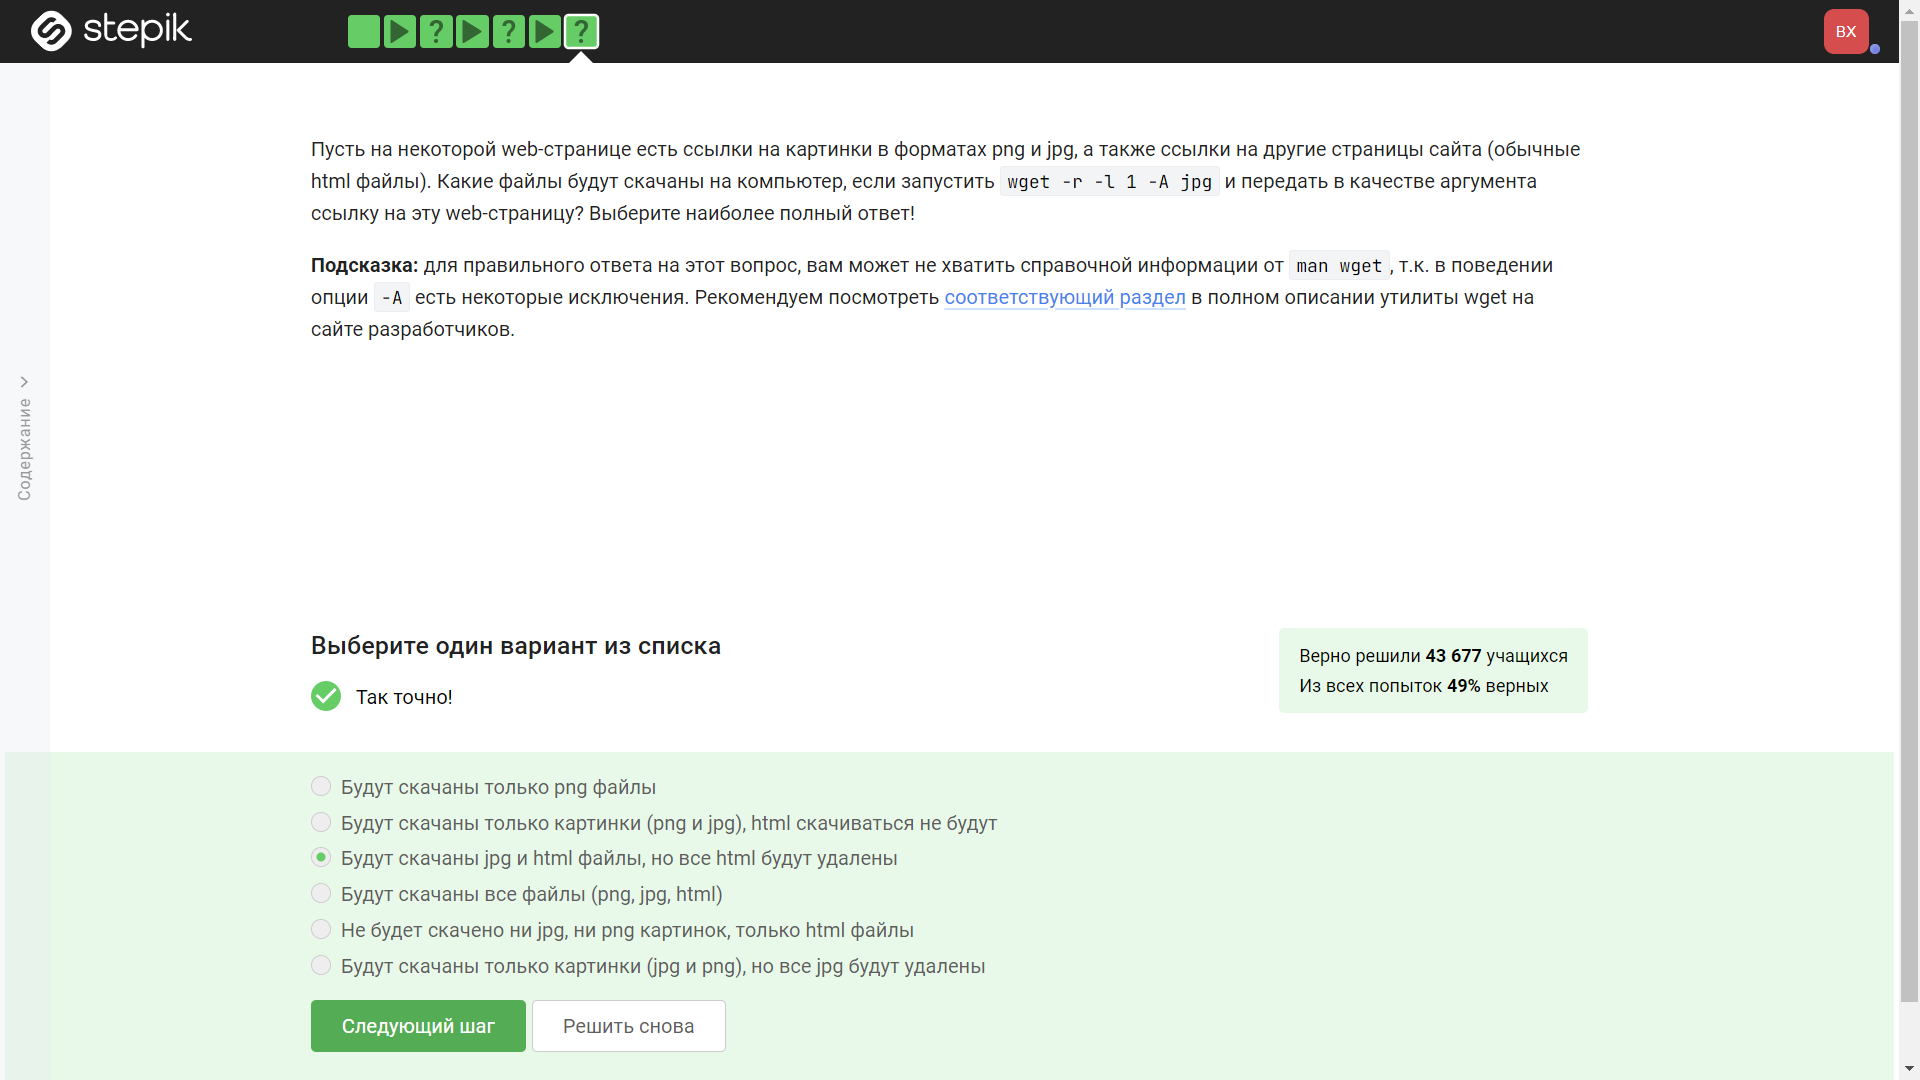 stepik
? ? ?
BX
Пусть на некоторой web-странице есть ссылки на картинки в форматах png и jpg, а также ссылки на другие страницы сайта (обычные
html файлы). Какие файлы будут скачаны на компьютер, если запустить wget -r -l 1 -A jpg и передать в качестве аргумента
ссылку на эту web-страницу? Выберите наиболее полный ответ!
Подсказка: для правильного ответа на этот вопрос, вам может не хватить справочной информации от man wget, т.к. в поведении
опции -A есть некоторые исключения. Рекомендуем посмотреть соответствующий раздел в полном описании утилиты wget на
сайте разработчиков.
Содержание
Выберите один вариант из списка
Так точно!
Верно решили 43 677 учащихся
Из всех попыток 49% верных
Будут скачаны только png файлы
Будут скачаны только картинки (png и jpg), html скачиваться не будут
Будут скачаны jpg и html файлы, но все html будут удалены
Будут скачаны все файлы (png, jpg, html)
Не будет скачено ни jpg, ни png картинок, только html файлы
Будут скачаны только картинки (jpg и png), но все jpg будут удалены
Следующий шаг
Решить снова